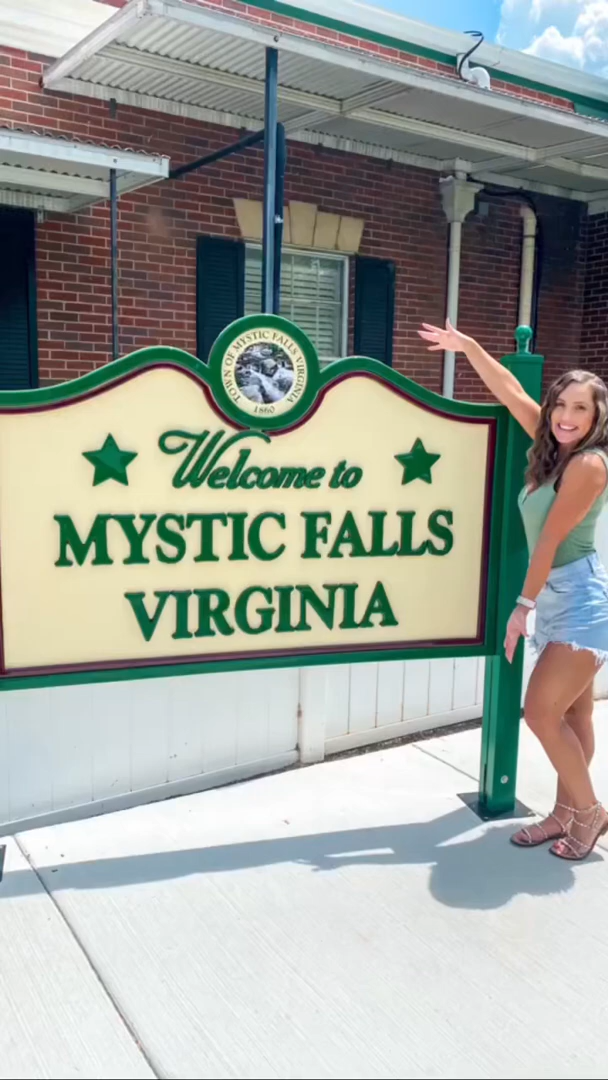 TOWN OF MYSTIC FALLS VIRGINIA
1860
Welcome to
MYSTIC FALLS
VIRGINIA